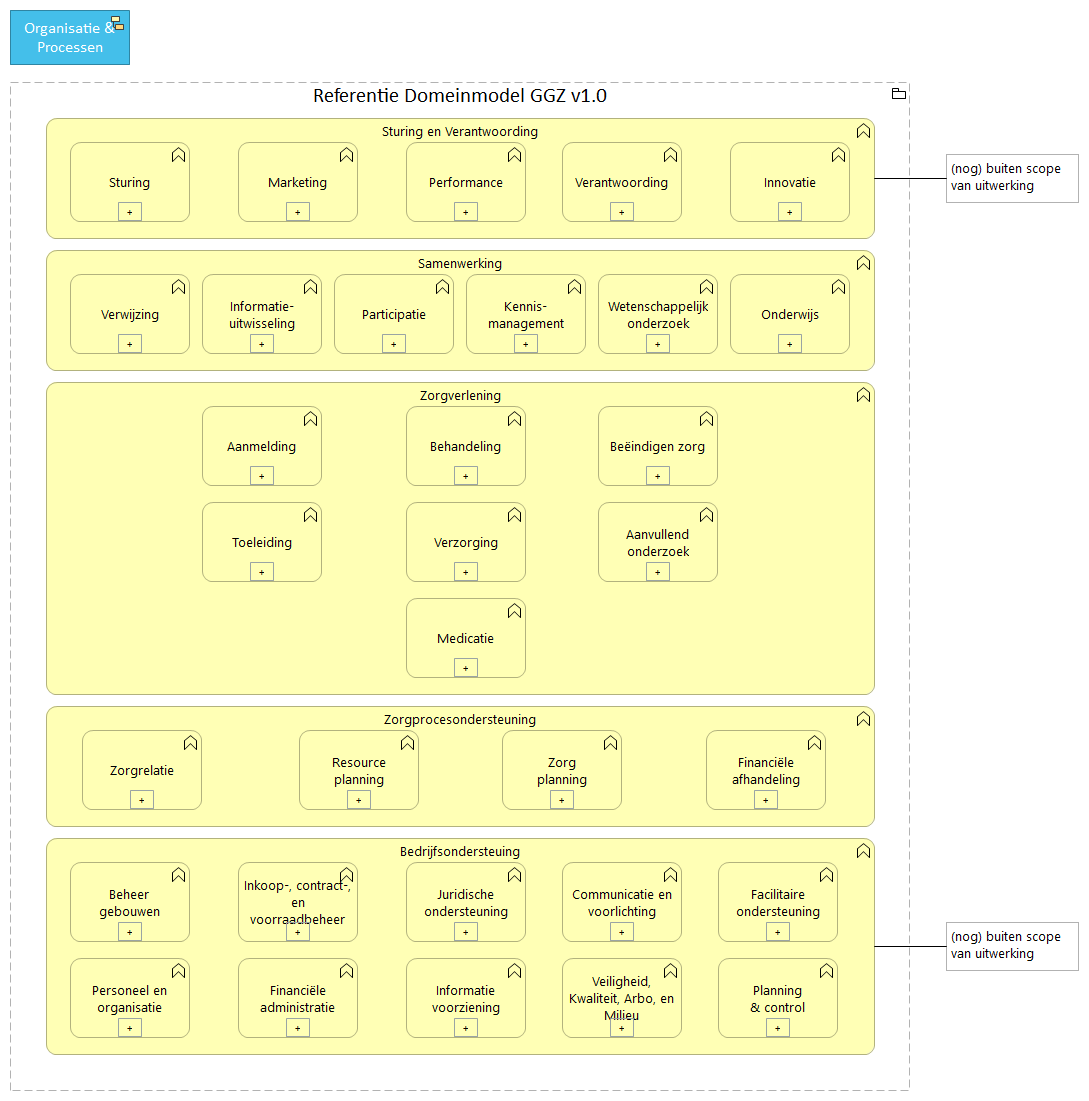 Organisatie &
Processen
Referentie Domeinmodel GGZ v1.0
Sturing en Verantwoording
Sturing
+
Marketing
+
Performance
+
Verantwoording
+
Innovatie
+
(nog) buiten scope
van uitwerking
Samenwerking
Verwijzing
+
Informatie-
uitwisseling
+
Participatie
+
Kennis-
management
+
Wetenschappelijk
onderzoek
+
Onderwijs
+
Zorgverlening
Aanmelding
+
Behandeling
+
Beëindigen zorg
+
Toeleiding
+
Verzorging
+
Aanvullend
onderzoek
+
Medicatie
+
Zorgprocesondersteuning
Zorgrelatie
+
Resource
planning
+
Zorg
planning
+
Financiële
afhandeling
+
Bedrijfsondersteuing
Beheer
gebouwen
+
Inkoop-, contract-,
en
voorraadbeheer
+
Juridische
ondersteuning
+
Communicatie en
voorlichting
+
Facilitaire
ondersteuning
+
(nog) buiten scope
van uitwerking
Personeel en
organisatie
+
Financiële
administratie
+
Informatie
voorziening
+
Veiligheid,
Kwaliteit, Arbo, en
Milieu
+
Planning
& control
+